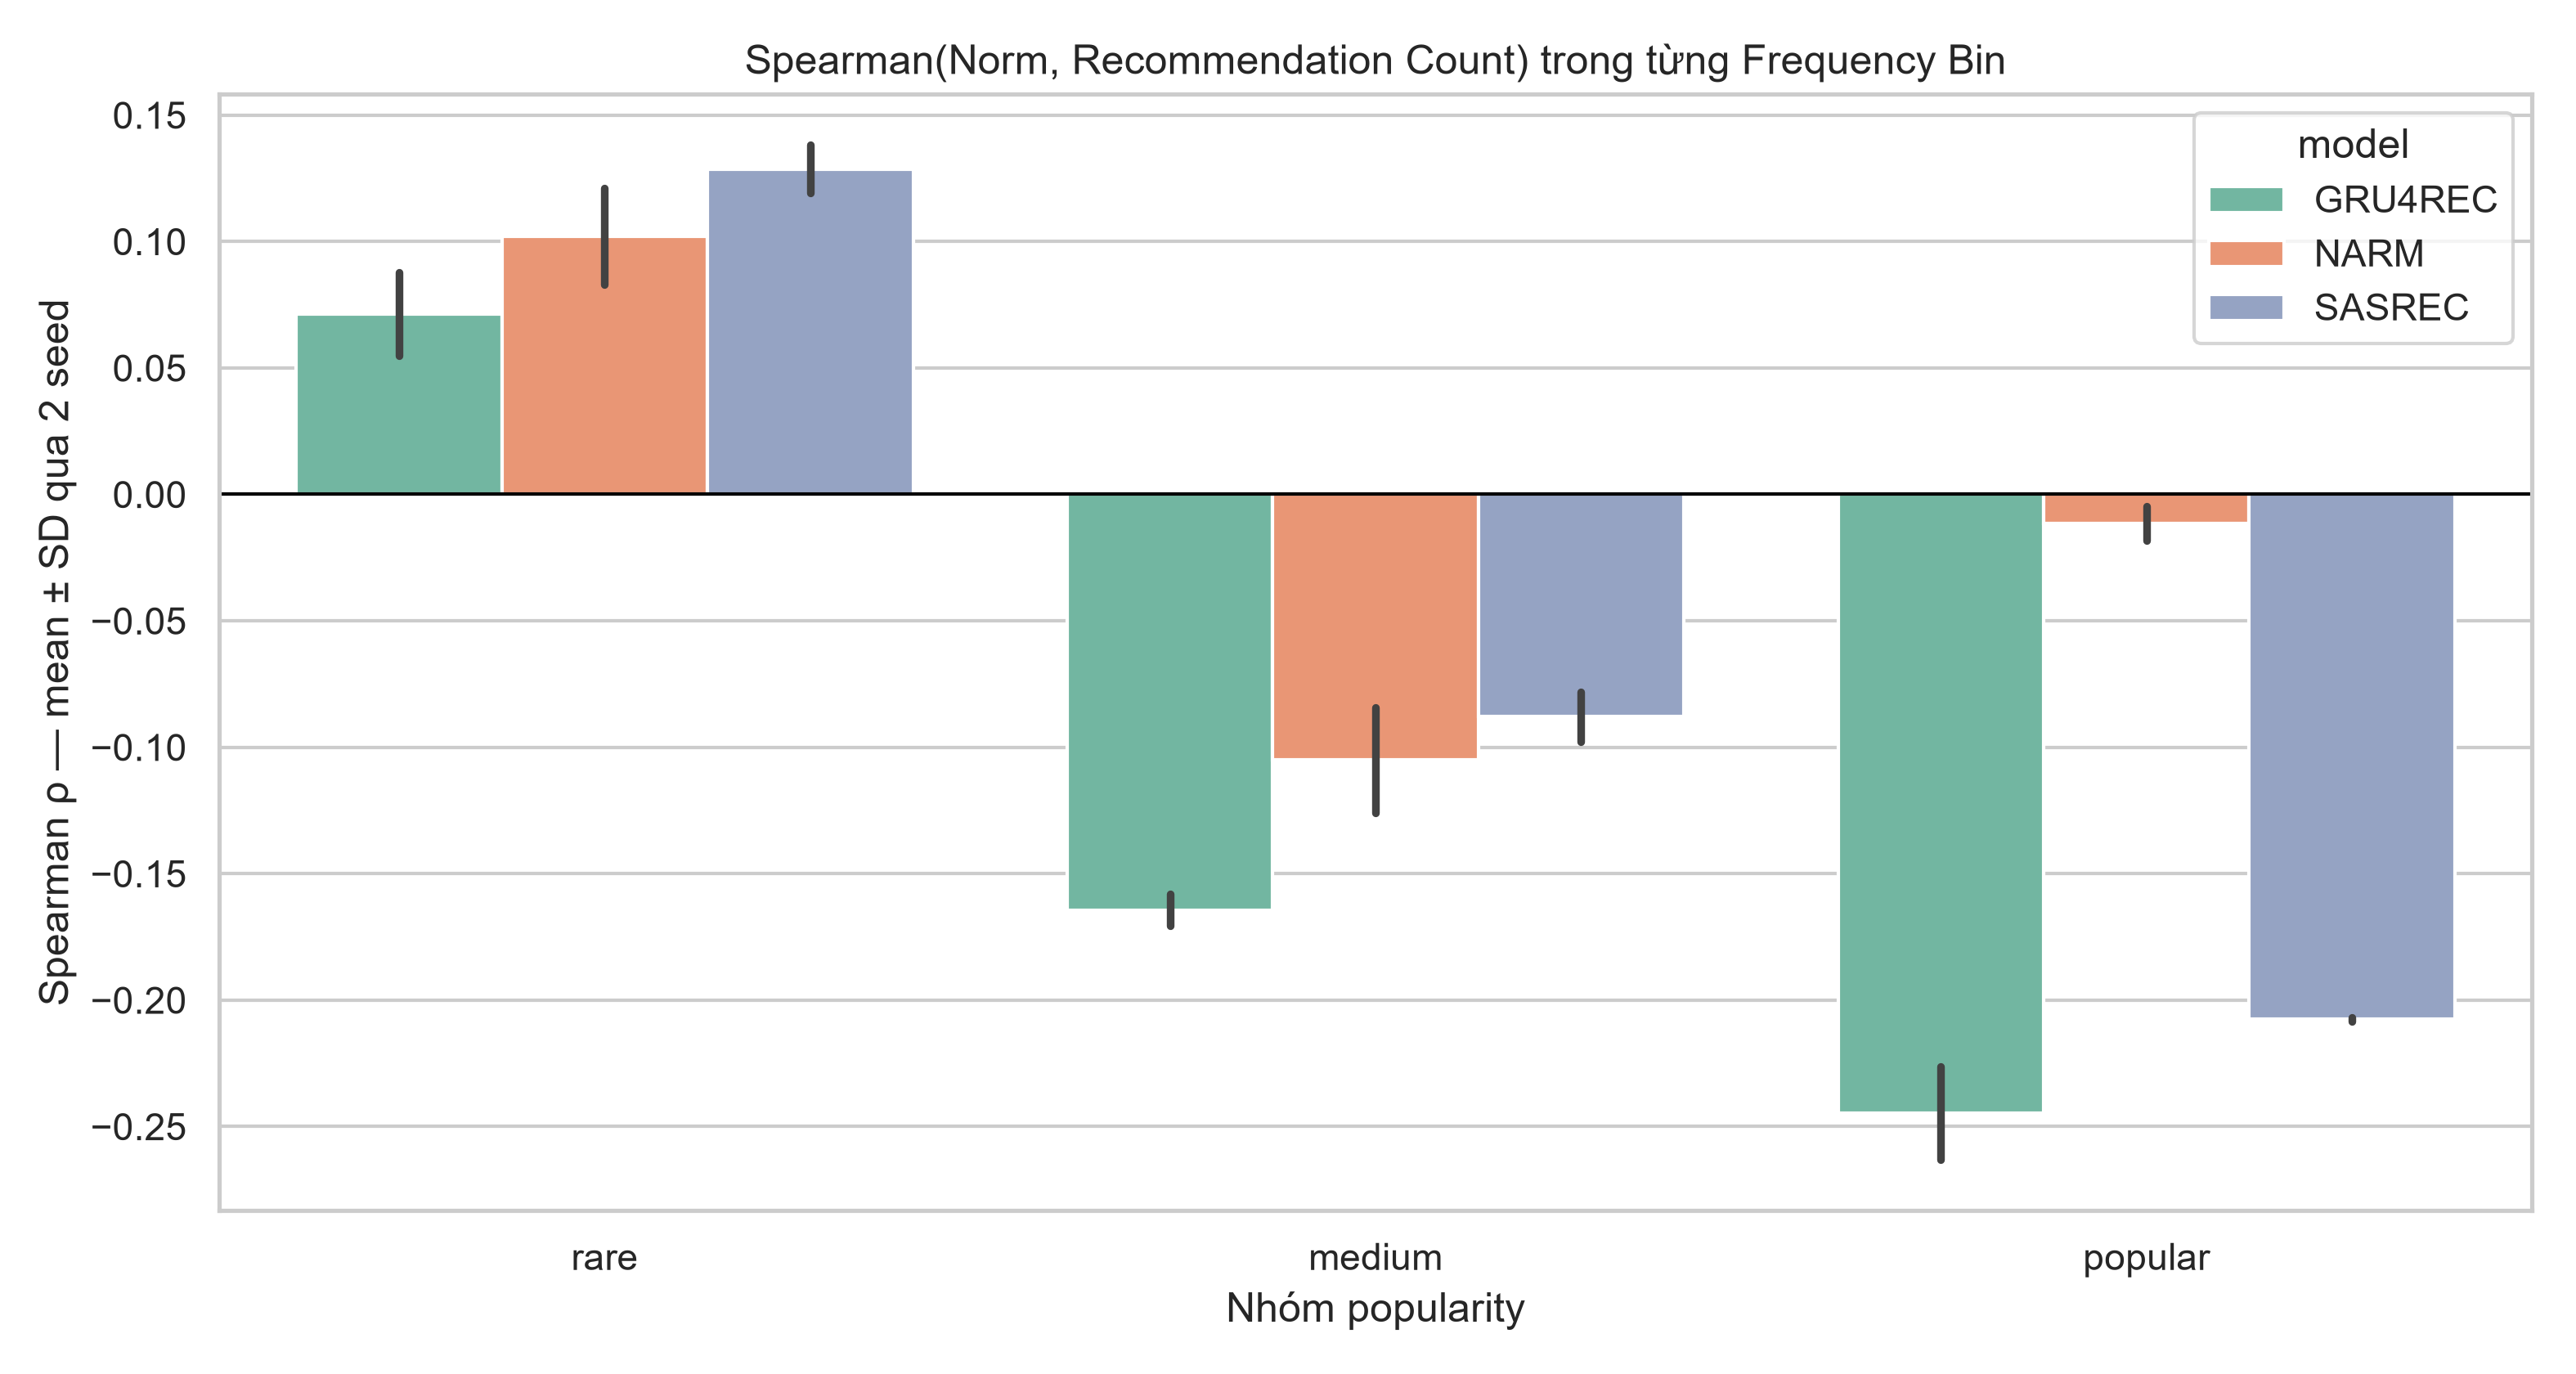 Spearman(Norm, Recommendation Count) trong từng Frequency Bin
Spearman ρ — mean ± SD qua 2 seed
0.15
0.10
0.05
0.00
−0.05
−0.10
−0.15
−0.20
−0.25
model
GRU4REC
NARM
SASREC
rare
medium
popular
Nhóm popularity